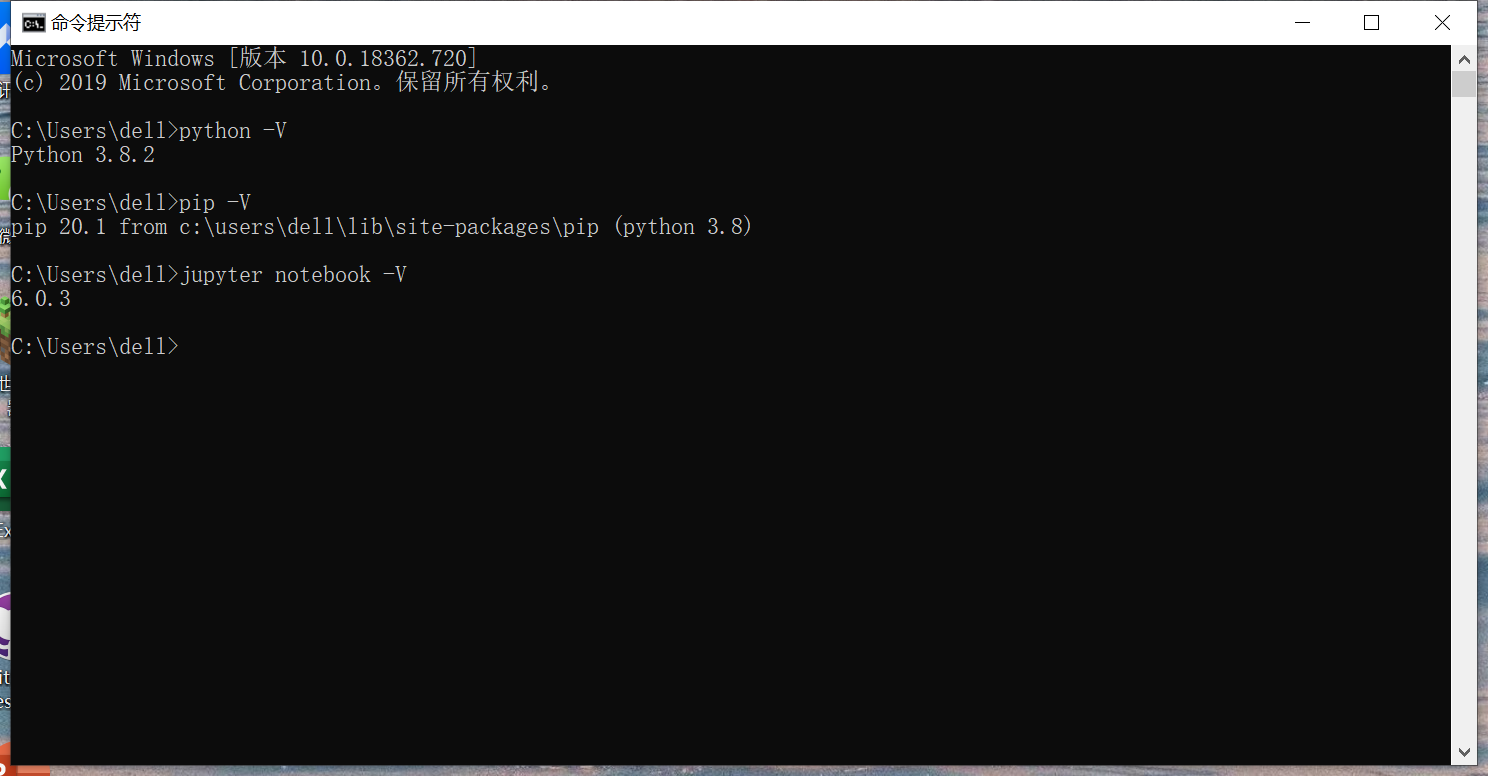 命令提示符
Microsoft Windows [版本 10.0.18362.720]
(c) 2019 Microsoft Corporation。保留所有权利。
C:\Users\dell>python -V
Python 3.8.2
C:\Users\dell>pip -V
pip 20.1 from c:\users\dell\lib\site-packages\pip (python 3.8)
C:\Users\dell>jupyter notebook -V
6.0.3
C:\Users\dell>